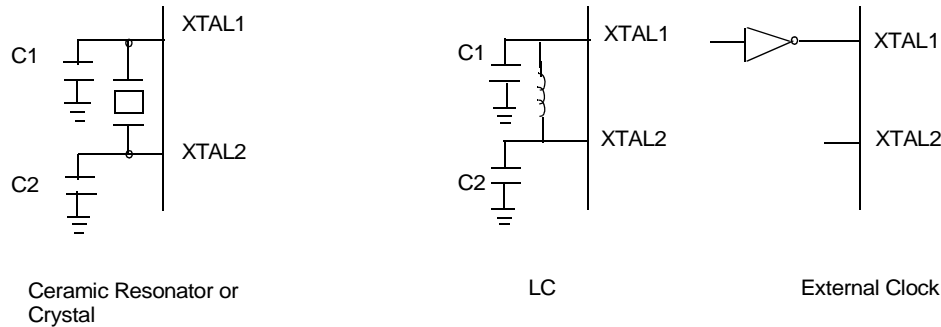 XTAL1
C1
XTAL2
C2
Ceramic Resonator or
Crystal
XTAL1
C1
XTAL2
C2
LC
XTAL1
XTAL2
External Clock